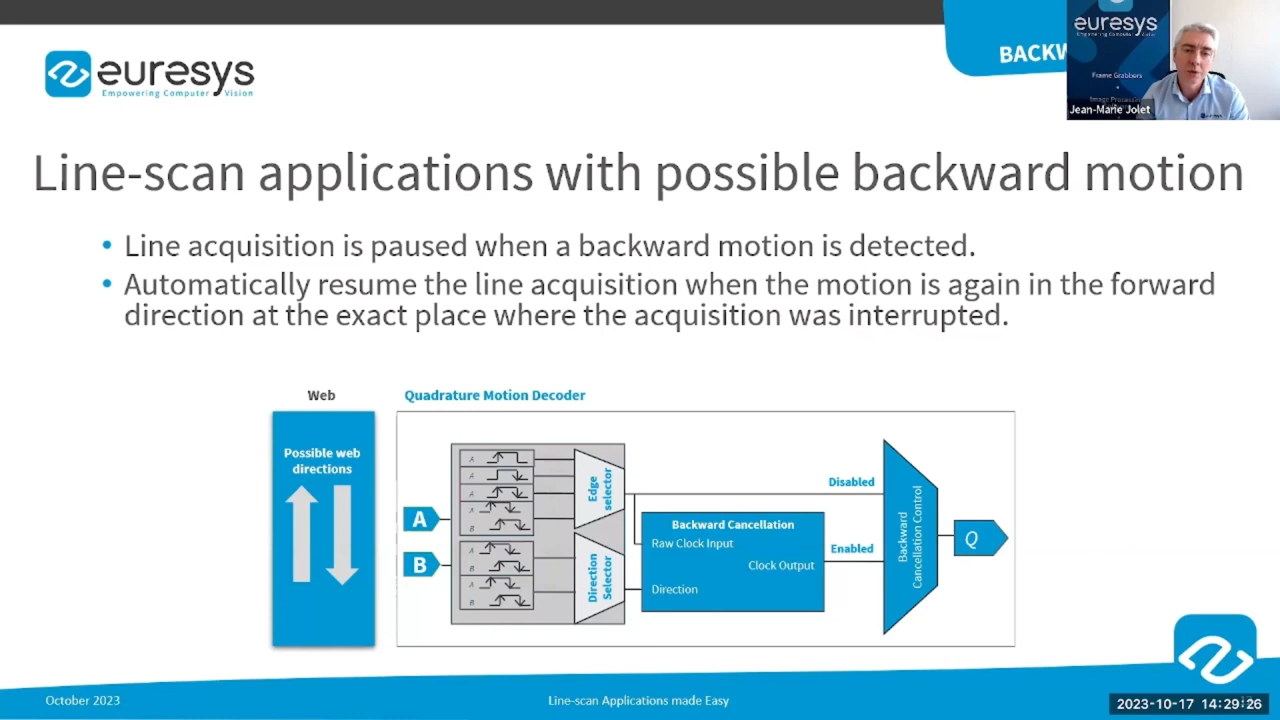 euresys
Empowering Computer Vision
BACKW
euresys
Frame Grabbers
Jean-Marie Jolet
Line-scan applications with possible backward motion
• Line acquisition is paused when a backward motion is detected.
• Automatically resume the line acquisition when the motion is again in the forward
direction at the exact place where the acquisition was interrupted.
Web
Possible web
directions
Quadrature Motion Decoder
A
B
A
A
A
A
B
A
B
A
B
Edge
selector
Direction
Selector
Backward Cancellation
Raw Clock Input
Clock Output
Direction
Disabled
Enabled
Backward
Cancellation Control
Q
October 2023
Line-scan Applications made Easy
2023-10-17 14:29:26